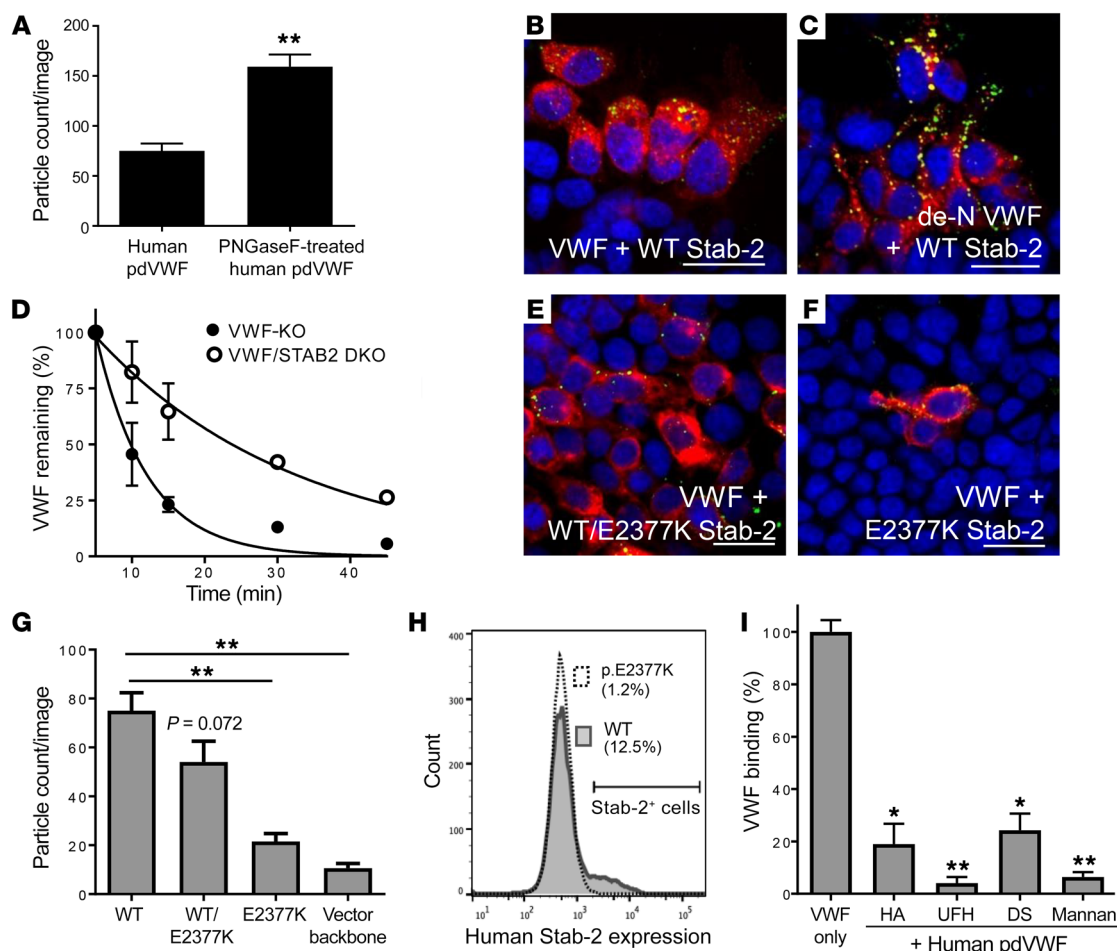 A
200
150
100
50
0
Particle count/image
**
Human
pdVWF
PNGaseF-treated
human pdVWF
B
VWF + WT Stab-2
C
de-N VWF
+ WT Stab-2
D
100
75
50
25
0
VWF remaining (%)
VWF-KO
VWF/STAB2 DKO
10
20
30
40
Time (min)
E
VWF +
WT/E2377K Stab-2
F
VWF +
E2377K Stab-2
G
100
80
60
40
20
0
Particle count/image
**
**
P = 0.072
WT
WT/
E2377K
E2377K
Vector
backbone
H
400
300
200
100
0
Count
p.E2377K
(1.2%)
WT
(12.5%)
Stab-2⁺ cells
10¹
10²
10³
10⁴
10⁵
Human Stab-2 expression
I
100
80
60
40
20
0
VWF binding (%)
*
**
*
**
VWF
only
HA
UFH
DS
Mannan
+ Human pdVWF